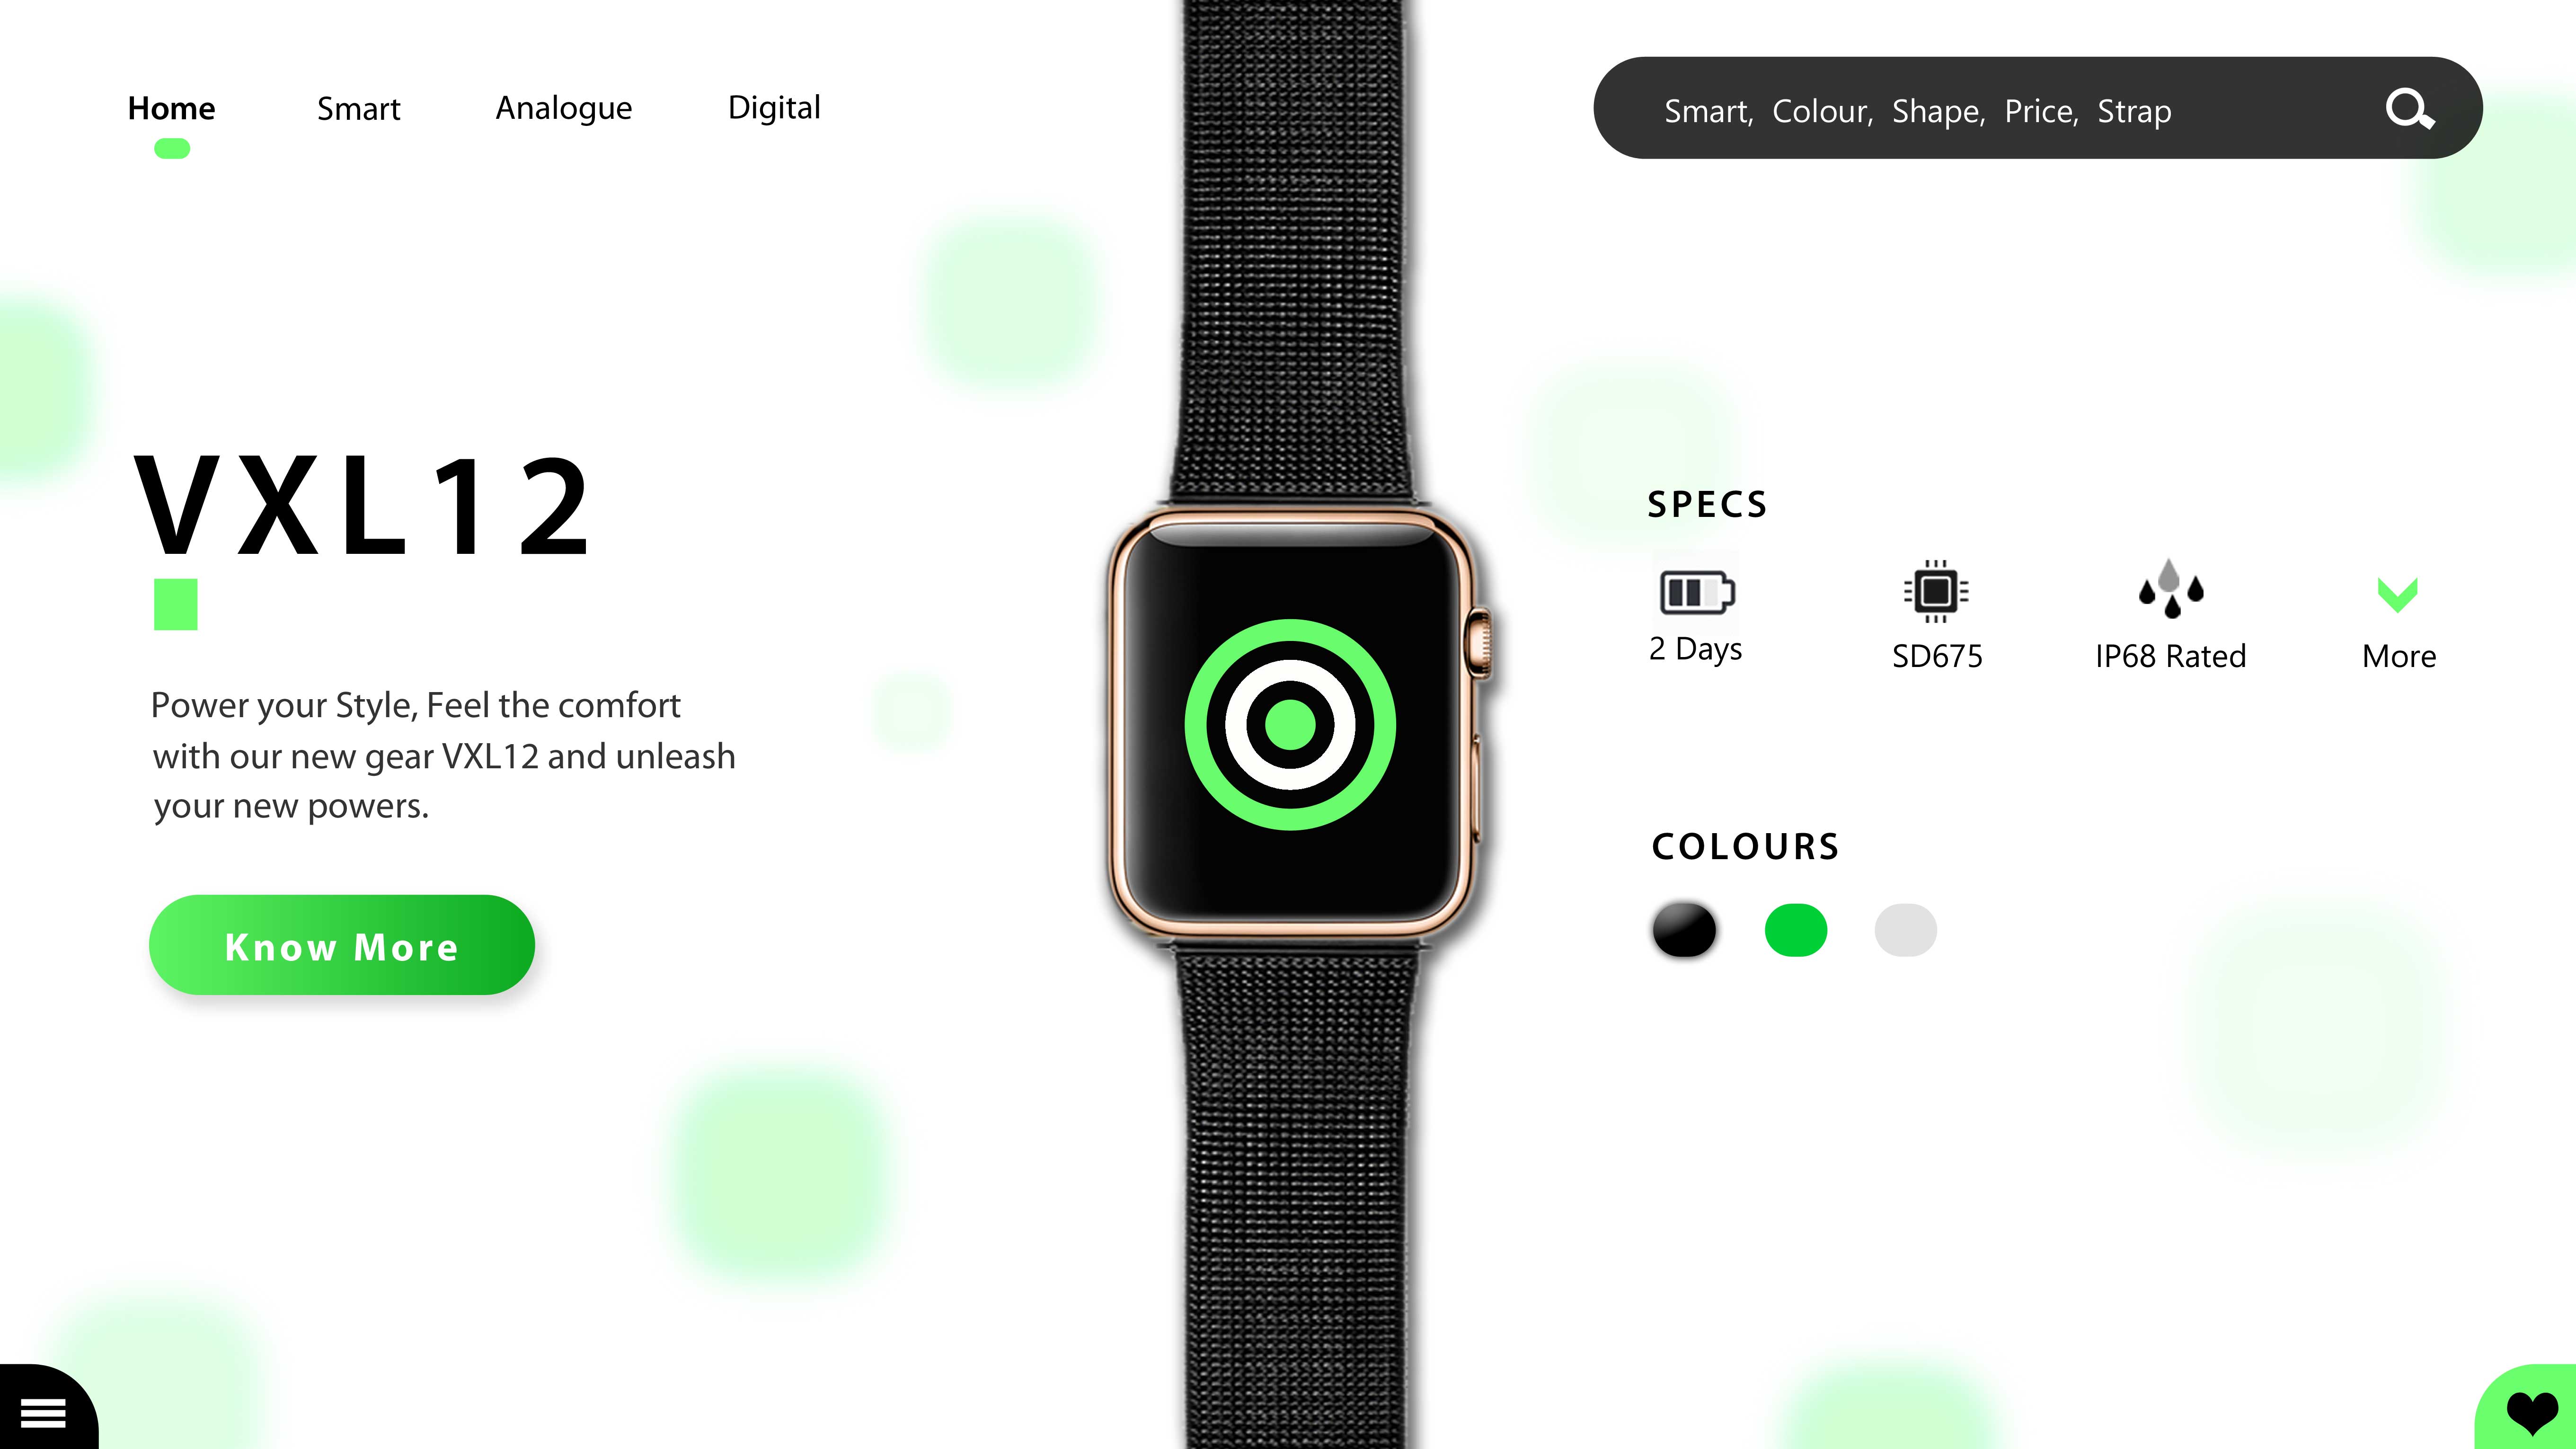 Home Smart Analogue Digital
Smart, Colour, Shape, Price, Strap
VXL12
Power your Style, Feel the comfort
with our new gear VXL12 and unleash
your new powers.
Know More
SPECS
2 Days SD675 IP68 Rated More
COLOURS